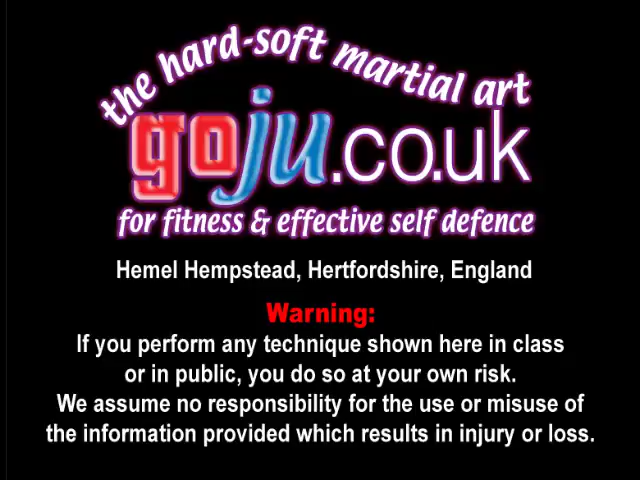 the hard-soft martial art
goju.co.uk
for fitness & effective self defence
Hemel Hempstead, Hertfordshire, England
Warning:
If you perform any technique shown here in class
or in public, you do so at your own risk.
We assume no responsibility for the use or misuse of
the information provided which results in injury or loss.